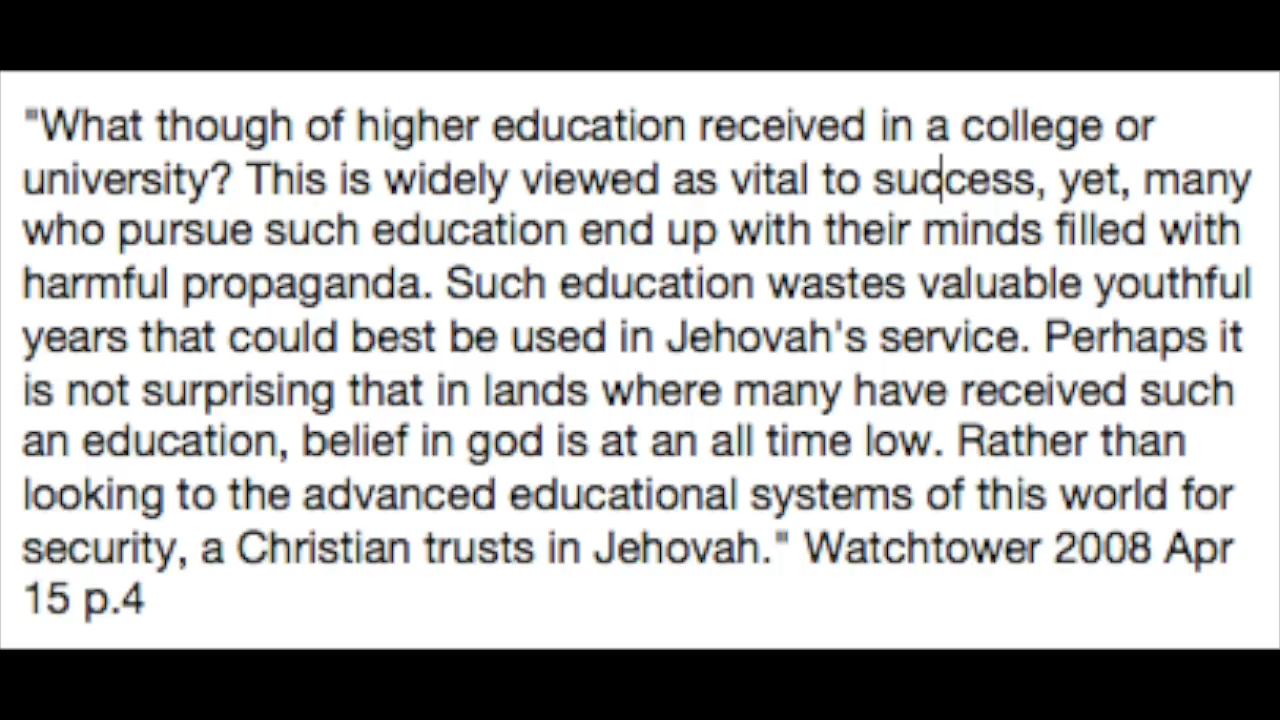 "What though of higher education received in a college or
university? This is widely viewed as vital to success, yet, many
who pursue such education end up with their minds filled with
harmful propaganda. Such education wastes valuable youthful
years that could best be used in Jehovah's service. Perhaps it
is not surprising that in lands where many have received such
an education, belief in god is at an all time low. Rather than
looking to the advanced educational systems of this world for
security, a Christian trusts in Jehovah." Watchtower 2008 Apr
15 p.4